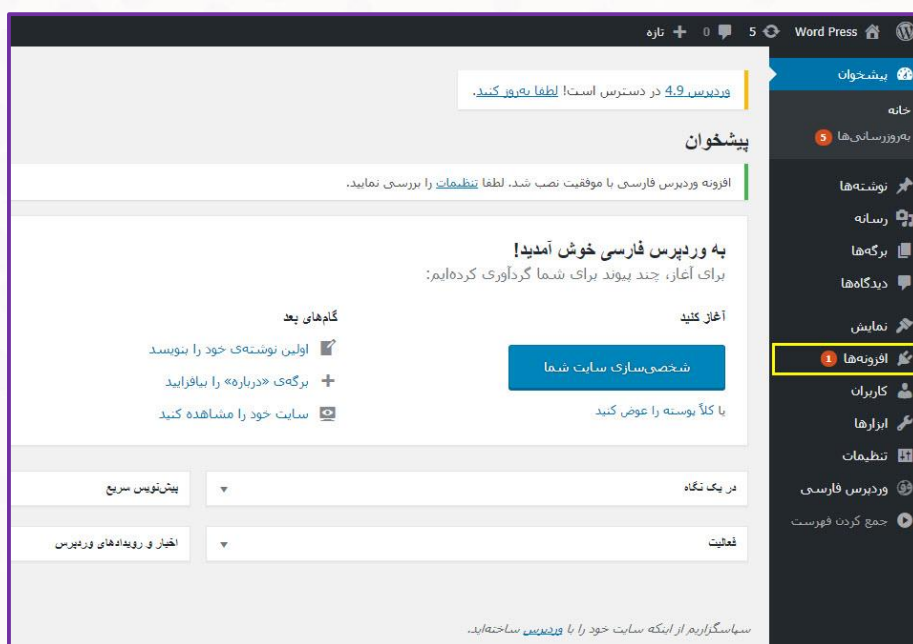 Word Press 5 0 تازه
پیشخوان
خانه
به‌روزرسانی‌ها 5
نوشته‌ها
رسانه
برگه‌ها
دیدگاه‌ها
نمایش
افزونه‌ها 1
کاربران
ابزارها
تنظیمات
وردپرس فارسی
جمع کردن فهرست
وردپرس 4.9 در دسترس است! لطفا به‌روز کنید.
پیشخوان
افزونه وردپرس فارسی با موفقیت نصب شد. لطفا تنظیمات را بررسی نمایید.
به وردپرس فارسی خوش آمدید!
برای آغاز، چند پیوند برای شما گردآوری کرده‌ایم:
آغاز کنید
شخصی‌سازی سایت شما
یا کلاً پوسته را عوض کنید
گام‌های بعد
اولین نوشته‌ی خود را بنویسد
برگه‌ی «درباره» را بیافزایید
سایت خود را مشاهده کنید
در یک نگاه
پیش‌نویس سریع
فعالیت
اخبار و رویدادهای وردپرس
سپاسگزاریم از اینکه سایت خود را با وردپرس ساخته‌اید.